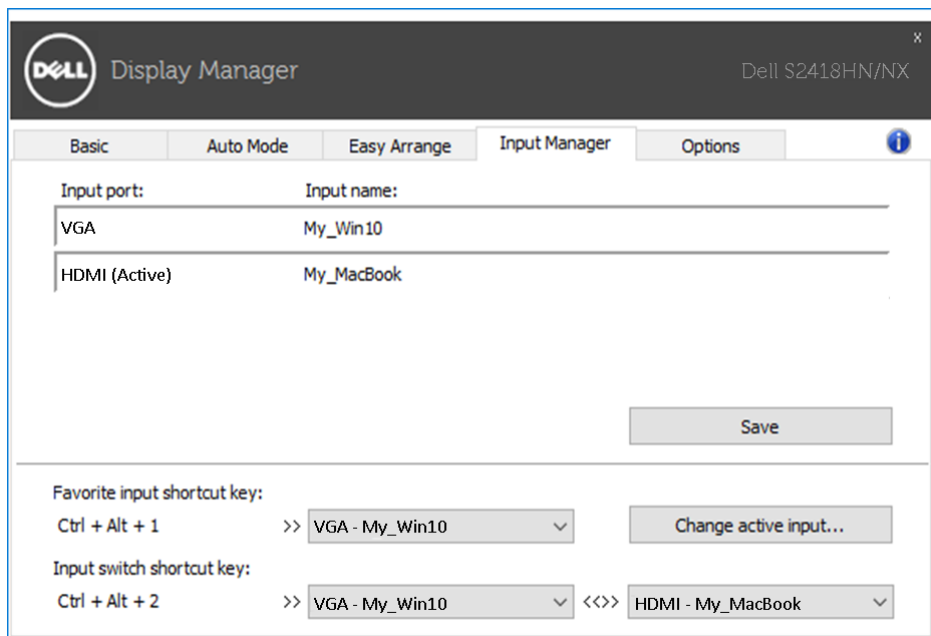 x
DELL Display Manager Dell S2418HN/NX
Basic Auto Mode Easy Arrange Input Manager Options i
Input port: Input name:
VGA My_Win10
HDMI (Active) My_MacBook
Save
Favorite input shortcut key:
Ctrl + Alt + 1 >> VGA - My_Win10 Change active input...
Input switch shortcut key:
Ctrl + Alt + 2 >> VGA - My_Win10 <<>> HDMI - My_MacBook